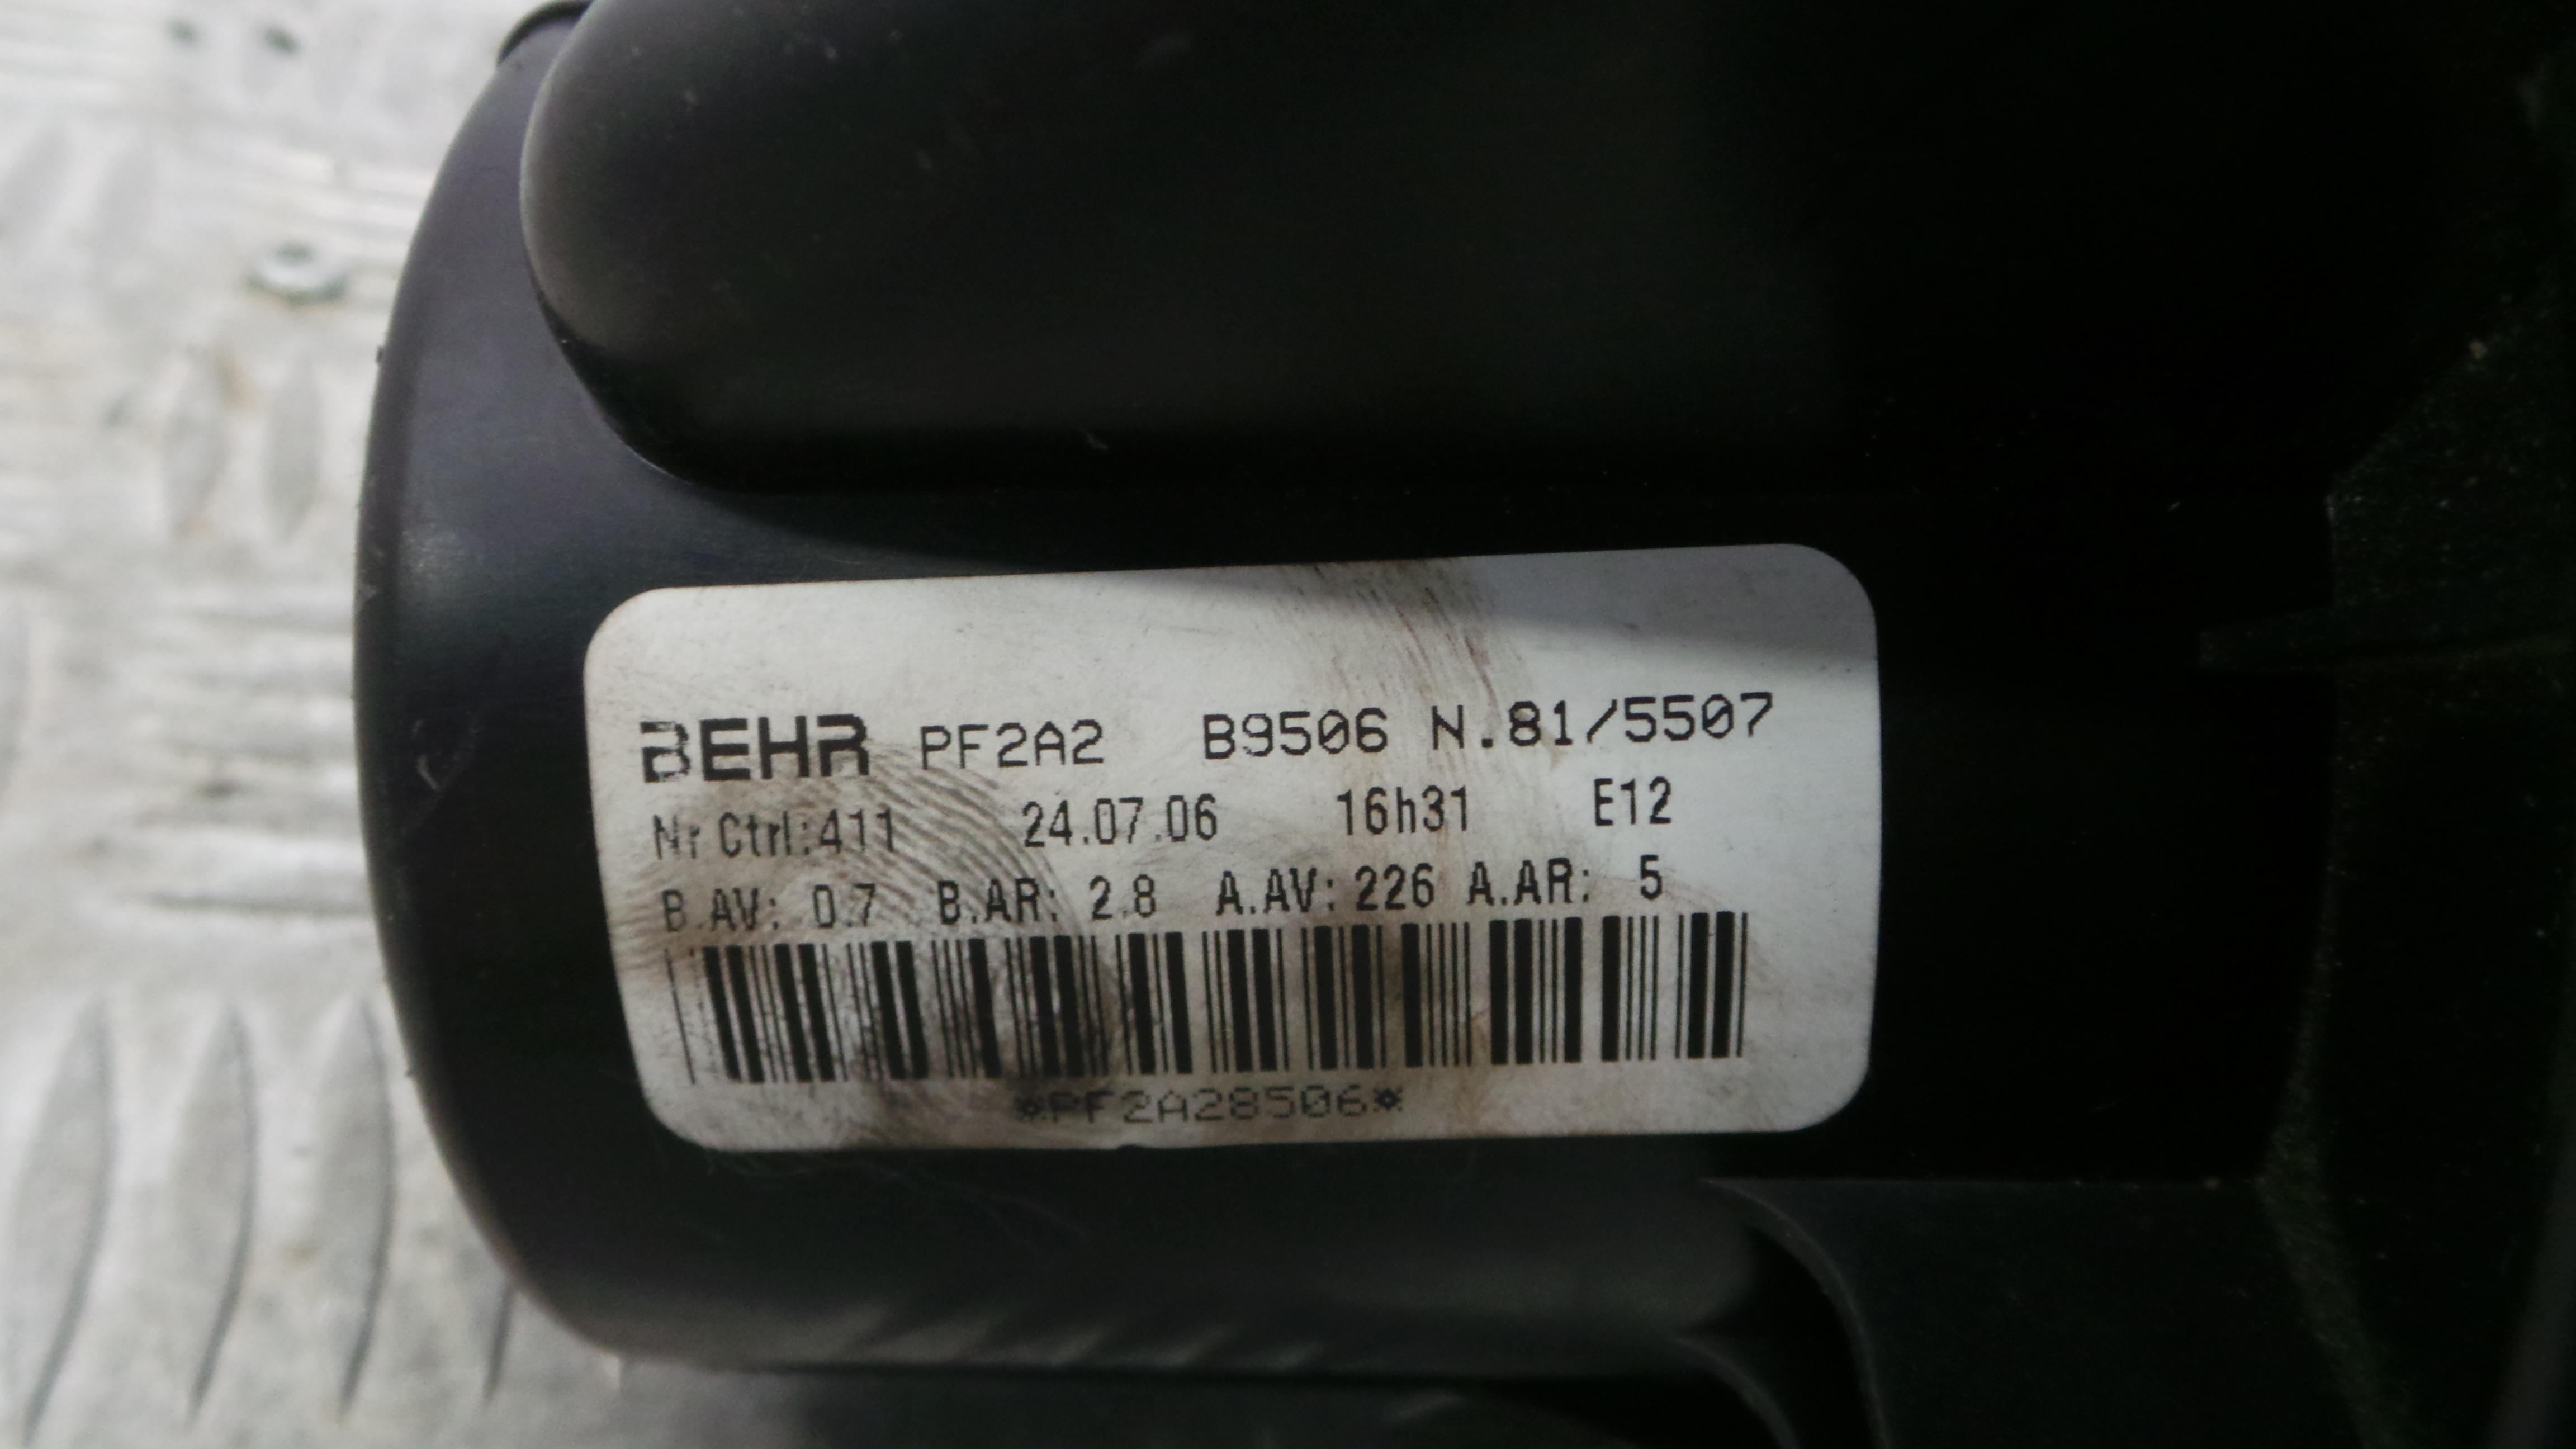 BEHR PF2A2 B9506 N.81/5507
Nr Ctrl:411 24.07.06 16h31 E12
B.AV: 0.7 B.AR: 2.8 A.AV: 226 A.AR: 5
*PF2A28506*